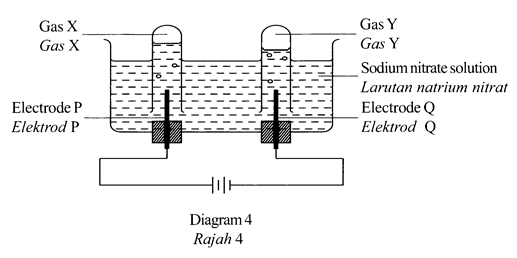 Gas X
Gas X
Gas Y
Gas Y
Sodium nitrate solution
Larutan natrium nitrat
Electrode P
Elektrod P
Electrode Q
Elektrod Q
Diagram 4
Rajah 4